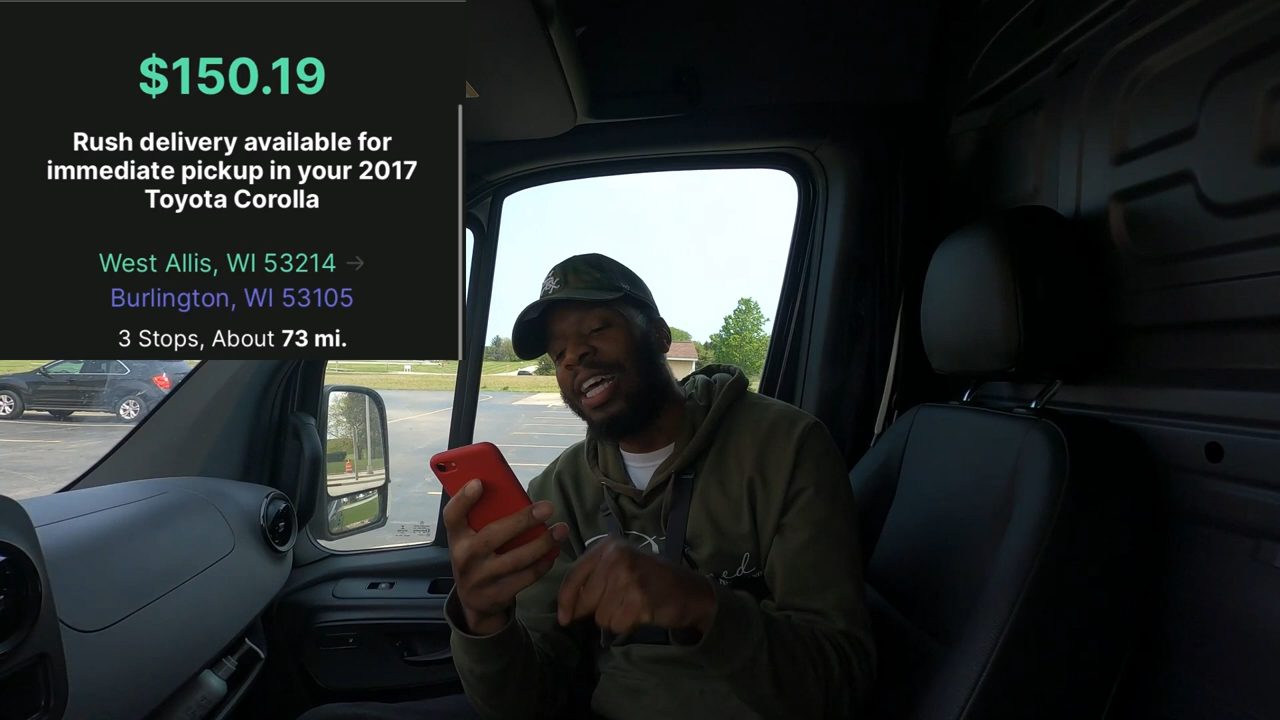 $150.19
Rush delivery available for
immediate pickup in your 2017
Toyota Corolla
West Allis, WI 53214 →
Burlington, WI 53105
3 Stops, About 73 mi.